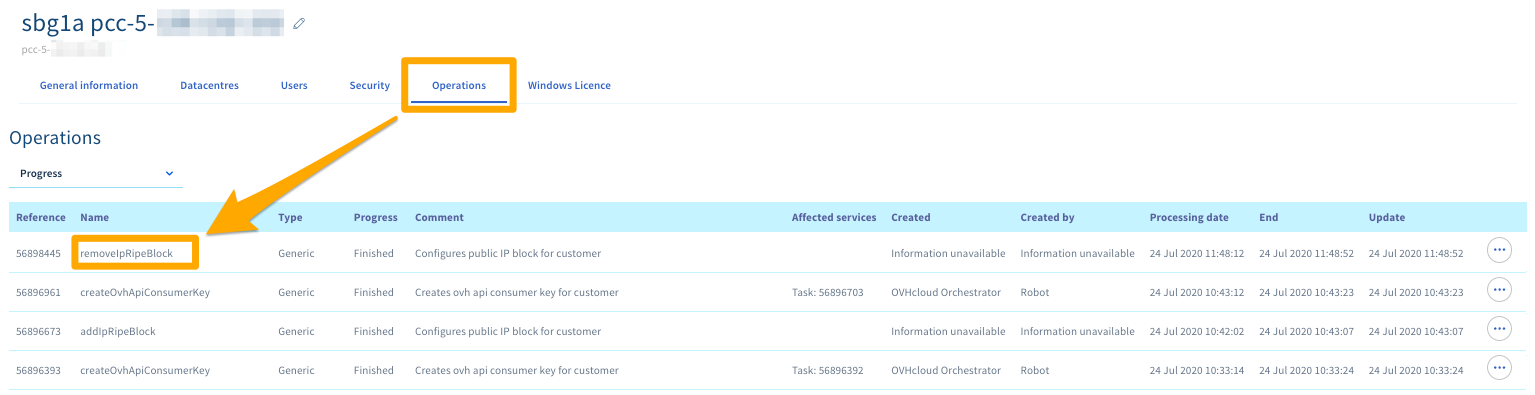 sbg1a pcc-5-
pcc-5-
General information Datacentres Users Security Operations Windows Licence
Operations
Progress
Reference Name Type Progress Comment Affected services Created Created by Processing date End Update
56898445 removeIpRipeBlock Generic Finished Configures public IP block for customer Information unavailable Information unavailable 24 Jul 2020 11:48:12 24 Jul 2020 11:48:52 24 Jul 2020 11:48:52
56896961 createOvhApiConsumerKey Generic Finished Creates ovh api consumer key for customer Task: 56896703 OVHcloud Orchestrator Robot 24 Jul 2020 10:43:12 24 Jul 2020 10:43:23 24 Jul 2020 10:43:23
56896673 addIpRipeBlock Generic Finished Configures public IP block for customer Information unavailable Information unavailable 24 Jul 2020 10:42:02 24 Jul 2020 10:43:07 24 Jul 2020 10:43:07
56896393 createOvhApiConsumerKey Generic Finished Creates ovh api consumer key for customer Task: 56896392 OVHcloud Orchestrator Robot 24 Jul 2020 10:33:14 24 Jul 2020 10:33:24 24 Jul 2020 10:33:24